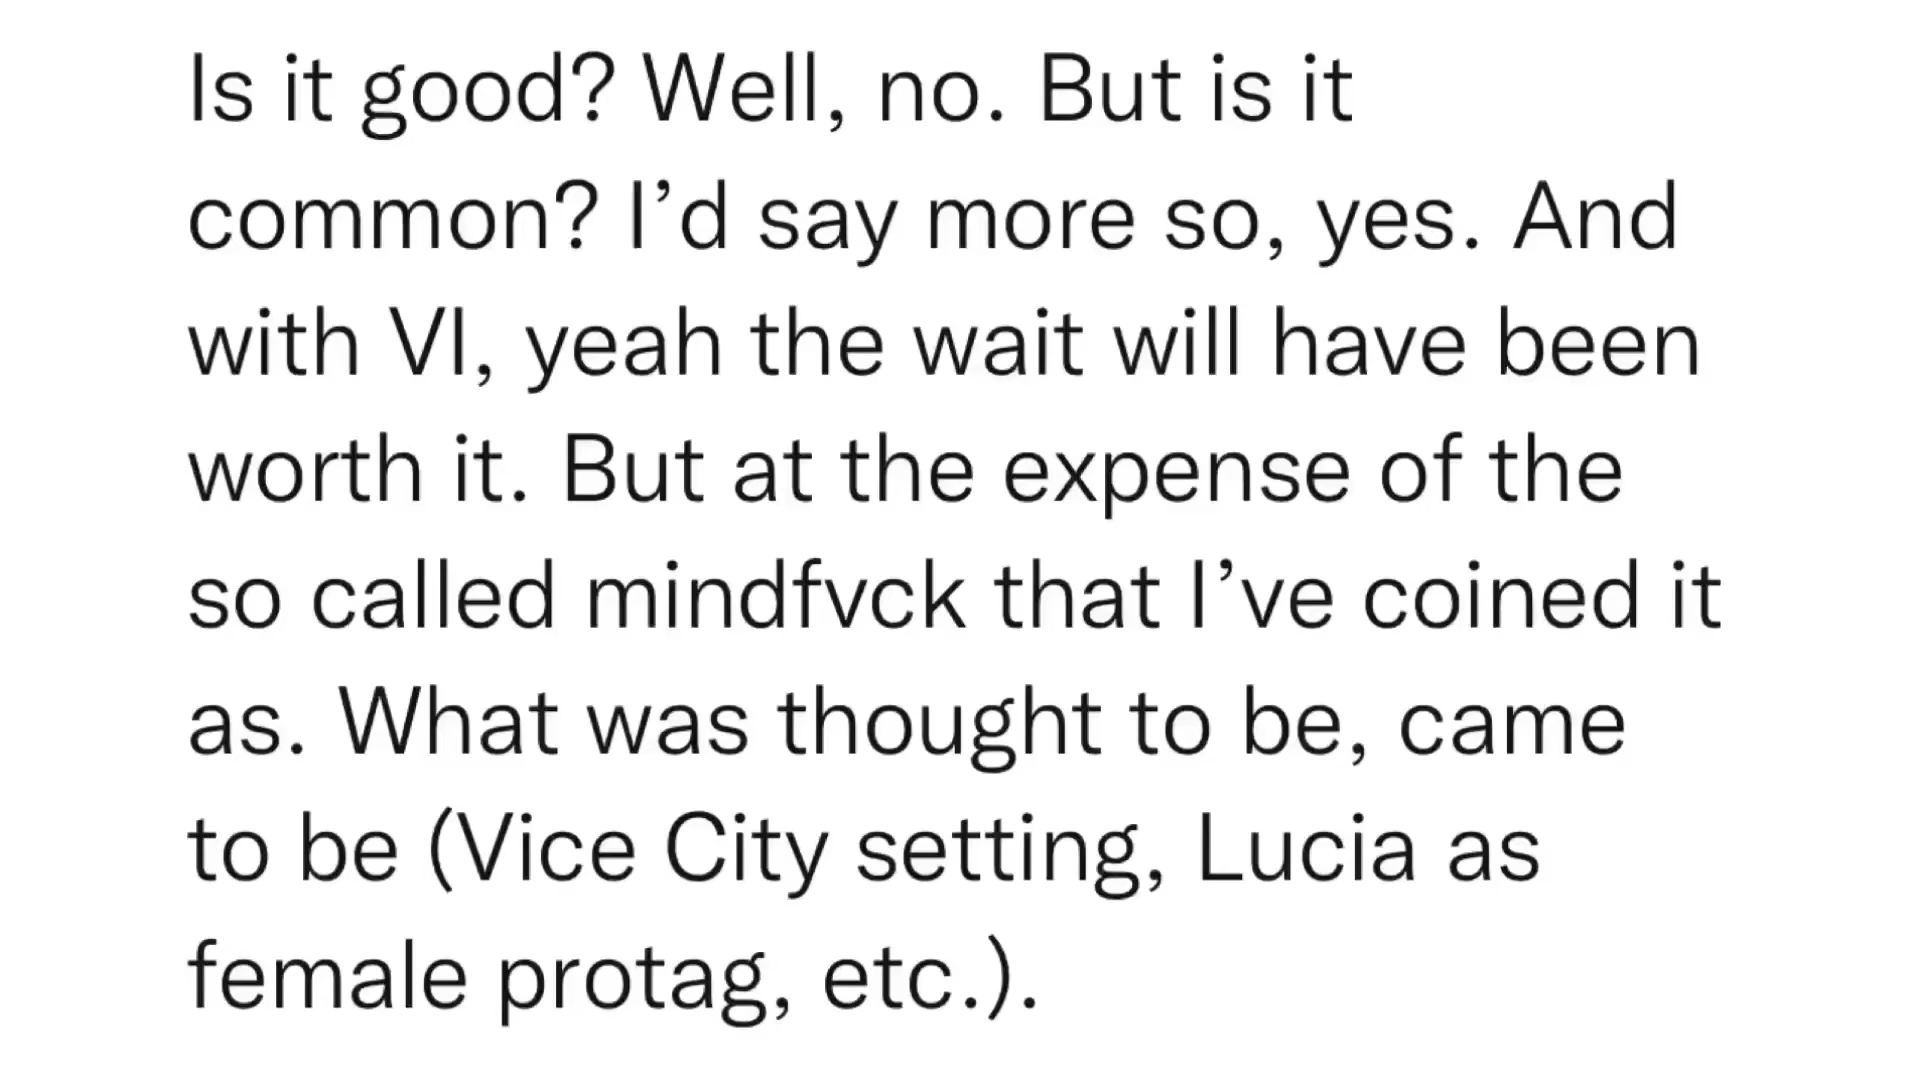 Is it good? Well, no. But is it
common? I’d say more so, yes. And
with VI, yeah the wait will have been
worth it. But at the expense of the
so called mindfvck that I’ve coined it
as. What was thought to be, came
to be (Vice City setting, Lucia as
female protag, etc.).